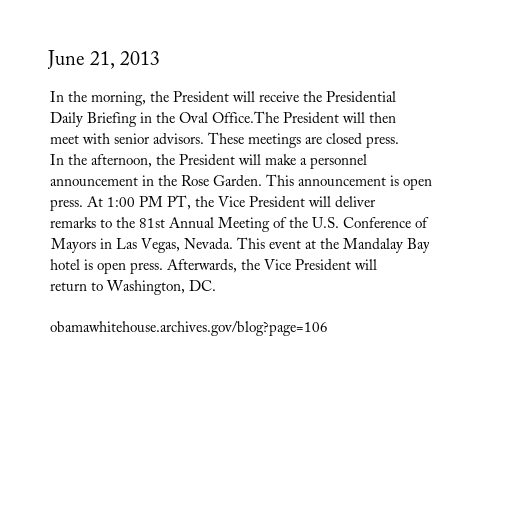 June 21, 2013
In the morning, the President will receive the Presidential
Daily Briefing in the Oval Office.The President will then
meet with senior advisors. These meetings are closed press.
In the afternoon, the President will make a personnel
announcement in the Rose Garden. This announcement is open
press. At 1:00 PM PT, the Vice President will deliver
remarks to the 81st Annual Meeting of the U.S. Conference of
Mayors in Las Vegas, Nevada. This event at the Mandalay Bay
hotel is open press. Afterwards, the Vice President will
return to Washington, DC.
obamawhitehouse.archives.gov/blog?page=106